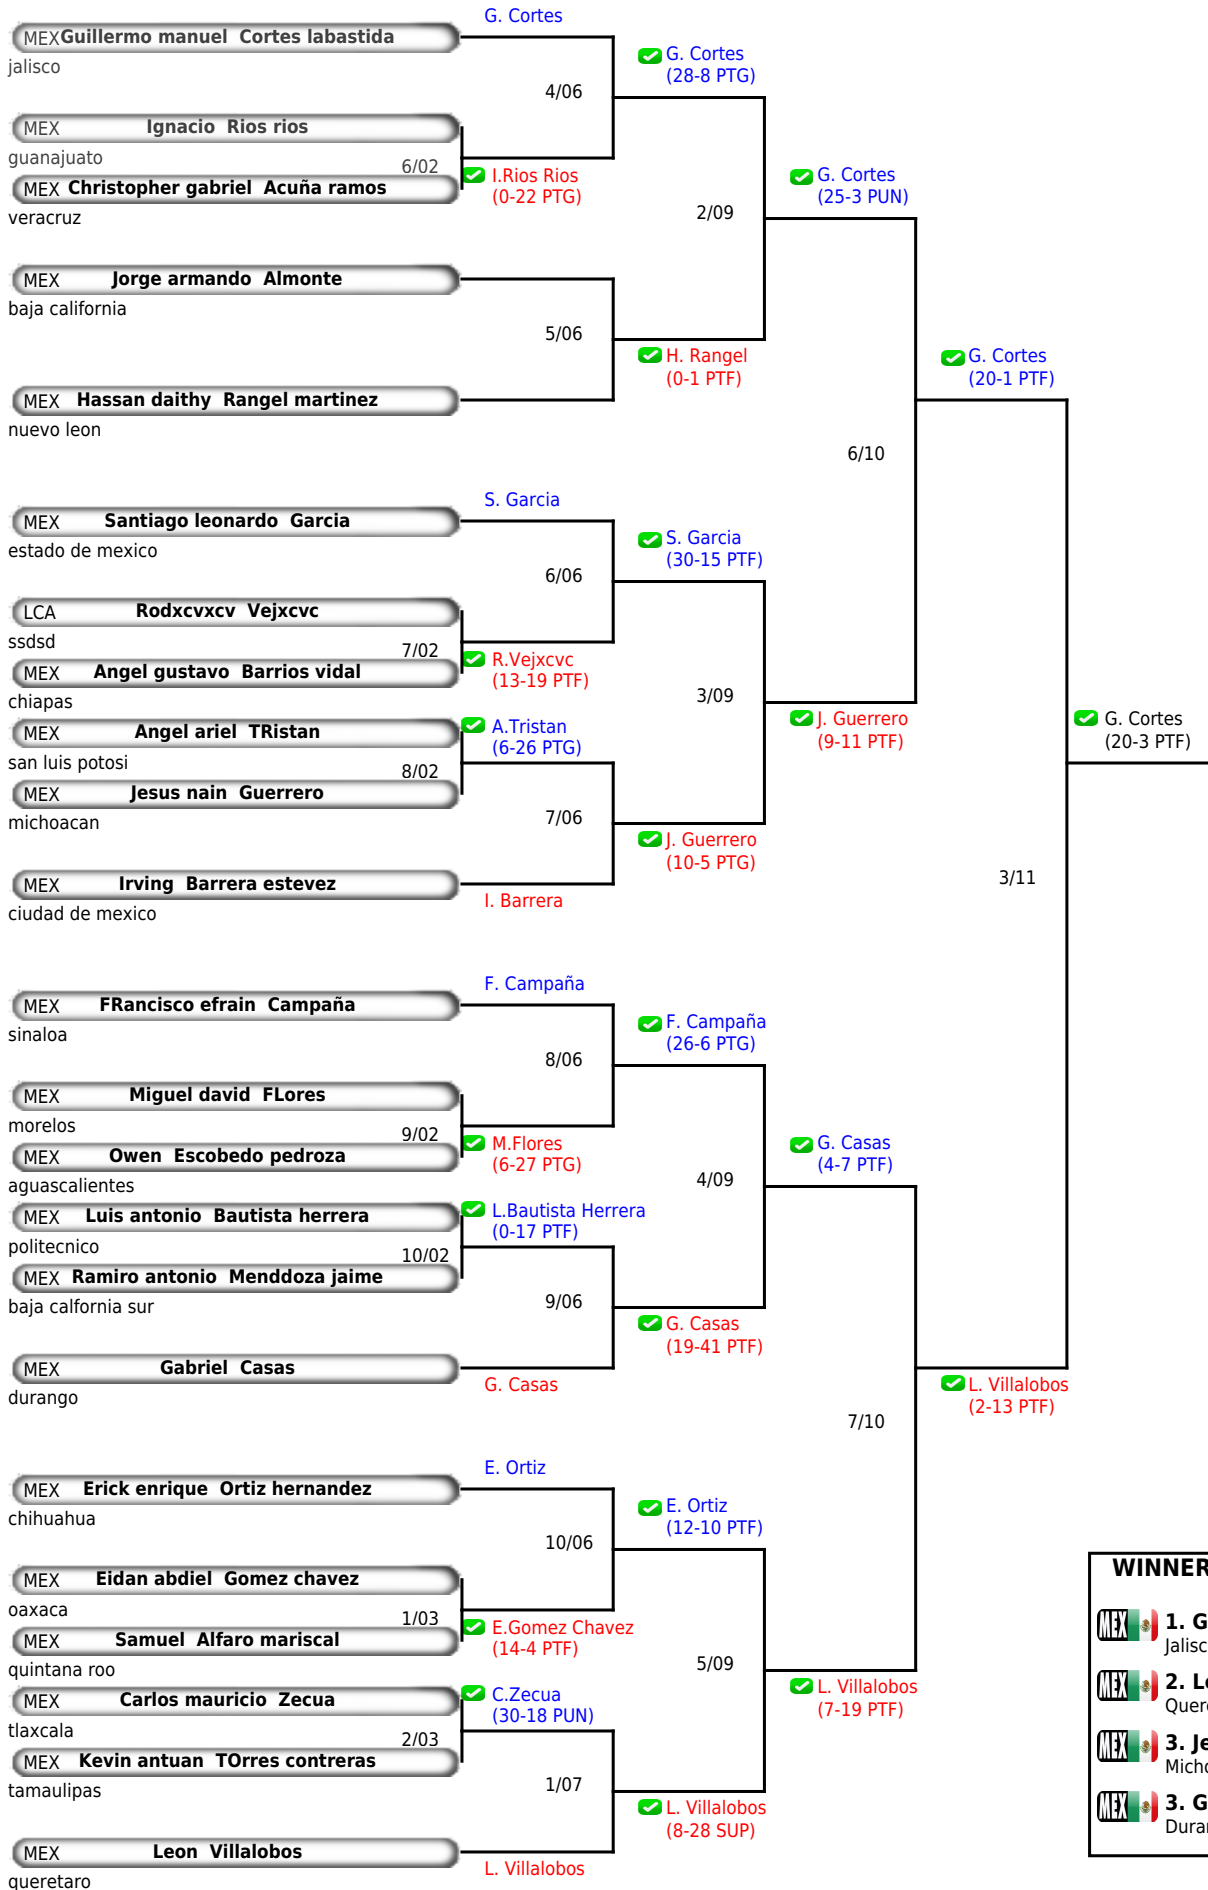 G. Cortes
MEX Guillermo manuel Cortes labastida
jalisco
G. Cortes
(28-8 PTG)
4/06
MEX Ignacio Rios rios
guanajuato
6/02
I.Rios Rios
(0-22 PTG)
MEX Christopher gabriel Acuña ramos
veracruz
G. Cortes
(25-3 PUN)
2/09
MEX Jorge armando Almonte
baja california
5/06
H. Rangel
(0-1 PTF)
MEX Hassan daithy Rangel martinez
nuevo leon
G. Cortes
(20-1 PTF)
6/10
S. Garcia
MEX Santiago leonardo Garcia
estado de mexico
S. Garcia
(30-15 PTF)
6/06
LCA Rodxcvxcv Vejxcvc
ssdsd
7/02
R.Vejxcvc
(13-19 PTF)
MEX Angel gustavo Barrios vidal
chiapas
3/09
MEX Angel ariel TRistan
san luis potosi
A.Tristan
(6-26 PTG)
8/02
J. Guerrero
(9-11 PTF)
G. Cortes
(20-3 PTF)
MEX Jesus nain Guerrero
michoacan
7/06
J. Guerrero
(10-5 PTG)
MEX Irving Barrera estevez
ciudad de mexico
I. Barrera
3/11
F. Campaña
MEX FRancisco efrain Campaña
sinaloa
F. Campaña
(26-6 PTG)
8/06
MEX Miguel david FLores
morelos
9/02
M.Flores
(6-27 PTG)
MEX Owen Escobedo pedroza
aguascalientes
G. Casas
(4-7 PTF)
4/09
MEX Luis antonio Bautista herrera
politecnico
L.Bautista Herrera
(0-17 PTF)
10/02
MEX Ramiro antonio Menddoza jaime
baja calfornia sur
9/06
G. Casas
(19-41 PTF)
MEX Gabriel Casas
durango
G. Casas
L. Villalobos
(2-13 PTF)
7/10
E. Ortiz
MEX Erick enrique Ortiz hernandez
chihuahua
E. Ortiz
(12-10 PTF)
10/06
MEX Eidan abdiel Gomez chavez
oaxaca
1/03
E.Gomez Chavez
(14-4 PTF)
MEX Samuel Alfaro mariscal
quintana roo
5/09
MEX Carlos mauricio Zecua
tlaxcala
C.Zecua
(30-18 PUN)
2/03
L. Villalobos
(7-19 PTF)
MEX Kevin antuan TOrres contreras
tamaulipas
1/07
L. Villalobos
(8-28 SUP)
MEX Leon Villalobos
queretaro
L. Villalobos
WINNER
MEX 1. G
Jalisc
MEX 2. Le
Quer
MEX 3. Je
Mich
MEX 3. G
Dura